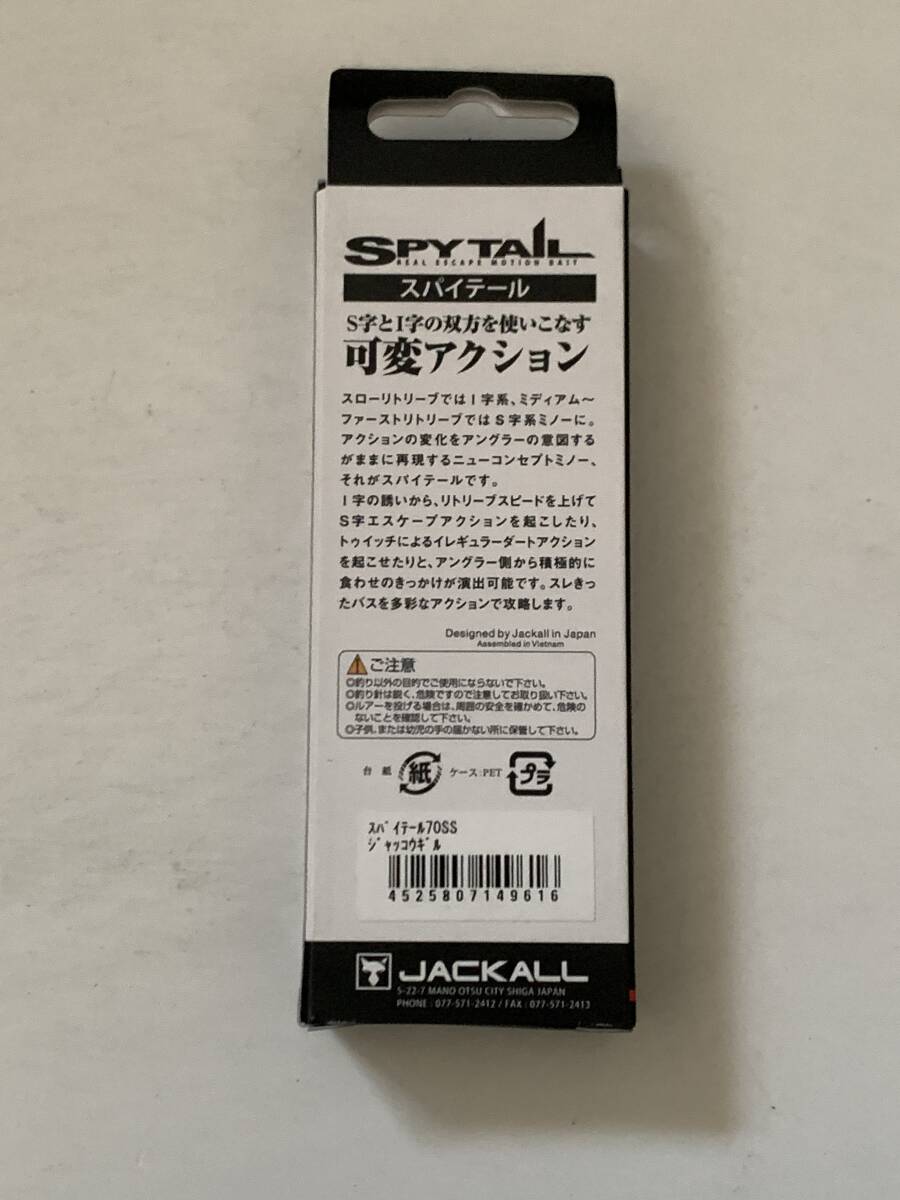 SPYTAIL
REAL ESCAPE MOTION BAIT
スパイテール
S字とI字の双方を使いこなす
可変アクション
スローリトリーブではI字系、ミディアム〜
ファーストリトリーブではS字系ミノーに。
アクションの変化をアングラーの意図する
がままに再現するニューコンセプトミノー、
それがスパイテールです。
I字の誘いから、リトリーブスピードを上げて
S字エスケープアクションを起こしたり、
トゥイッチによるイレギュラーダートアクション
を起こせたりと、アングラー側から積極的に
食わせのきっかけが演出可能です。スレきっ
たバスを多彩なアクションで攻略します。
Designed by Jackall in Japan
Assembled in Vietnam
ご注意
◎釣り以外の目的でご使用にならないで下さい。
◎釣り針は鋭く、危険ですので注意してお取り扱い下さい。
◎ルアーを投げる場合は、周囲の安全を確かめて、危険の
ないことを確認して下さい。
◎子供、または幼児の手の届かない所に保管して下さい。
台紙 紙 ケース:PET プラ
ｽﾊﾟｲﾃｰﾙ70SS
ｼﾞｬｯｺｳｷﾞﾙ
4525807149616
JACKALL
5-22-7 MANO OTSU CITY SHIGA JAPAN
PHONE : 077-571-2412 / FAX : 077-571-2413